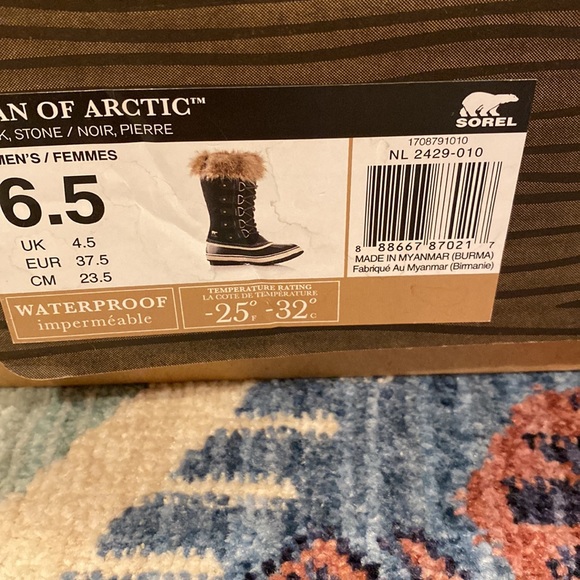 AN OF ARCTIC™
K, STONE / NOIR, PIERRE
SOREL
MEN'S / FEMMES
6.5
UK 4.5
EUR 37.5
CM 23.5
1708791010
NL 2429-010
8 88667 87021 7
MADE IN MYANMAR (BURMA)
Fabriqué Au Myanmar (Birmanie)
WATERPROOF
imperméable
TEMPERATURE RATING
LA COTE DE TEMPÉRATURE
-25°F -32°C